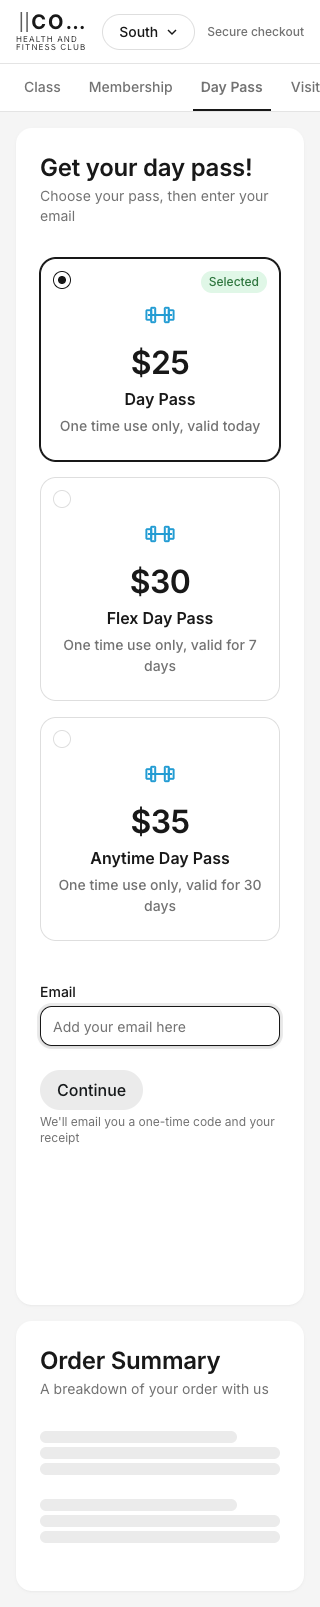 ||CO...
HEALTH AND
FITNESS CLUB
South
Secure checkout
Class
Membership
Day Pass
Visit
Get your day pass!
Choose your pass, then enter your
email
Selected
$25
Day Pass
One time use only, valid today
$30
Flex Day Pass
One time use only, valid for 7
days
$35
Anytime Day Pass
One time use only, valid for 30
days
Email
Add your email here
Continue
We'll email you a one-time code and your
receipt
Order Summary
A breakdown of your order with us